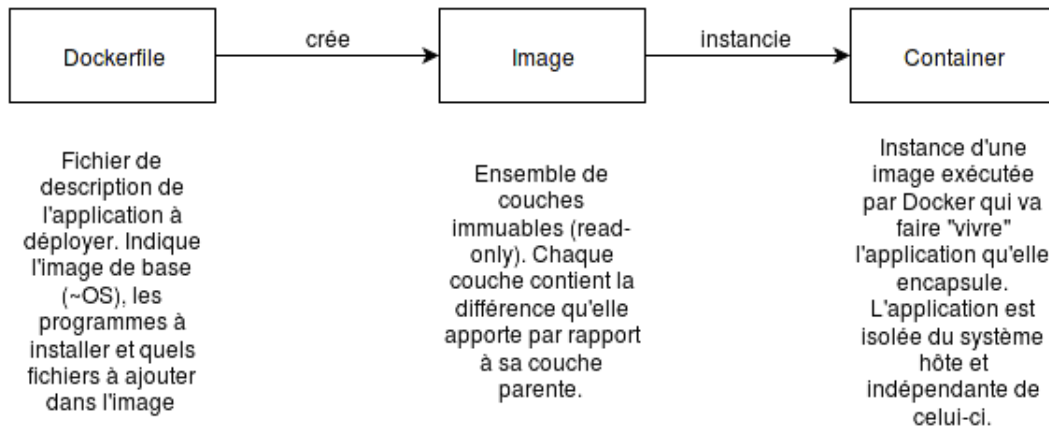 Dockerfile
crée
Image
instancie
Container
Fichier de
description de
l'application à
déployer. Indique
l'image de base
(~OS), les
programmes à
installer et quels
fichiers à ajouter
dans l'image
Ensemble de
couches
immuables (read-
only). Chaque
couche contient la
différence qu'elle
apporte par rapport
à sa couche
parente.
Instance d'une
image exécutée
par Docker qui va
faire "vivre"
l'application qu'elle
encapsule.
L'application est
isolée du système
hôte et
indépendante de
celui-ci.